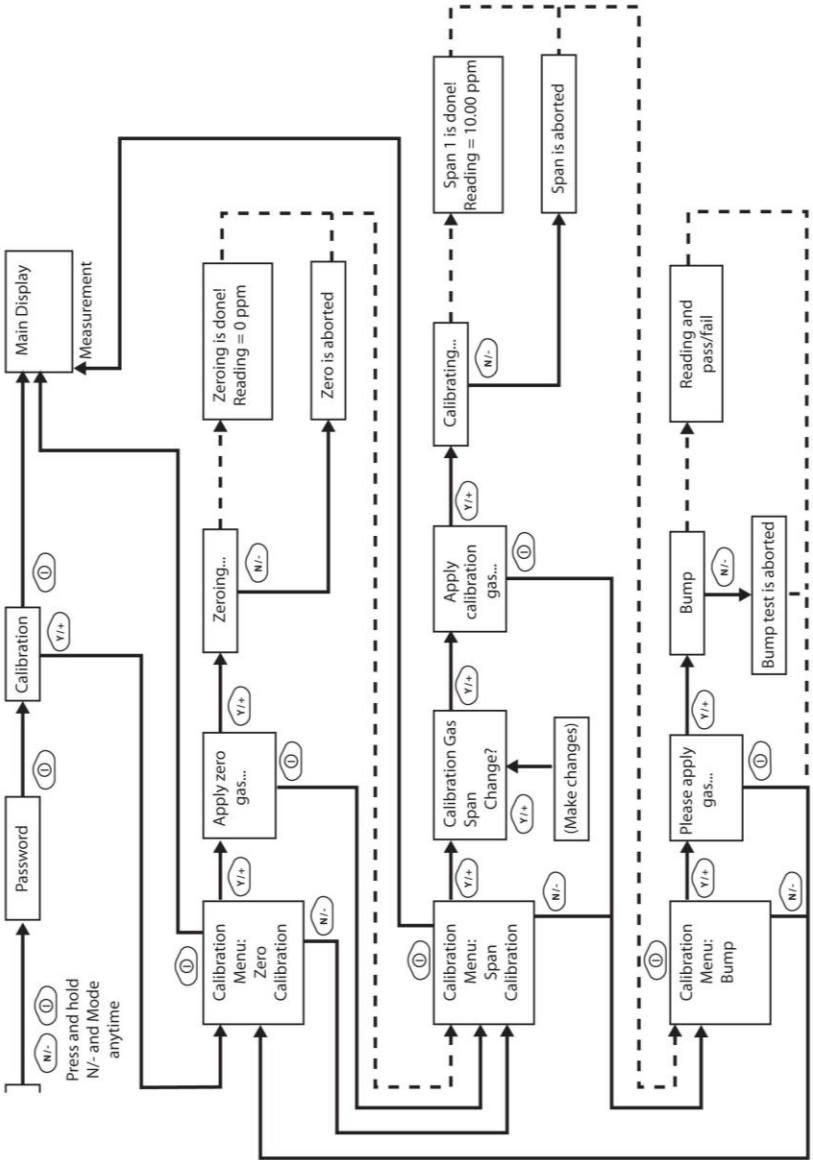 N/-
Press and hold
N/- and Mode
anytime
Password
Calibration
Y/+
Main Display
Measurement
Calibration
Menu:
Zero
Calibration
N/-
Y/+
Apply zero
gas...
Y/+
Zeroing...
N/-
Zeroing is done!
Reading = 0 ppm
Zero is aborted
Calibration
Menu:
Span
Calibration
N/-
Y/+
Calibration Gas
Span
Change?
Y/+
(Make changes)
Y/+
Apply
calibration
gas...
Y/+
Calibrating...
N/-
Span 1 is done!
Reading = 10.00 ppm
Span is aborted
Calibration
Menu:
Bump
N/-
Y/+
Please apply
gas...
Y/+
Bump
N/-
Bump test is aborted
Reading and
pass/fail